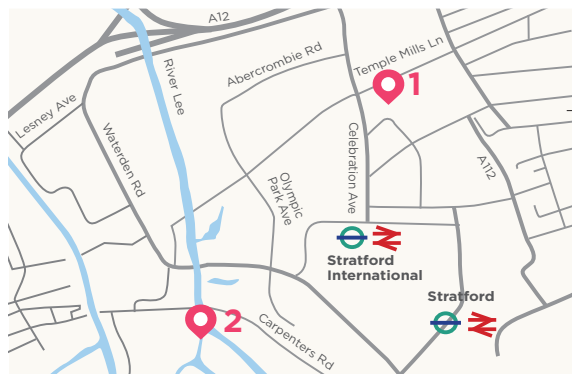 A12
Temple Mills Ln
1
Abercrombie Rd
River Lee
Lesney Ave
Waterden Rd
Celebration Ave
A112
Olympic
Park Ave
Stratford
International
Stratford
2
Carpenters Rd